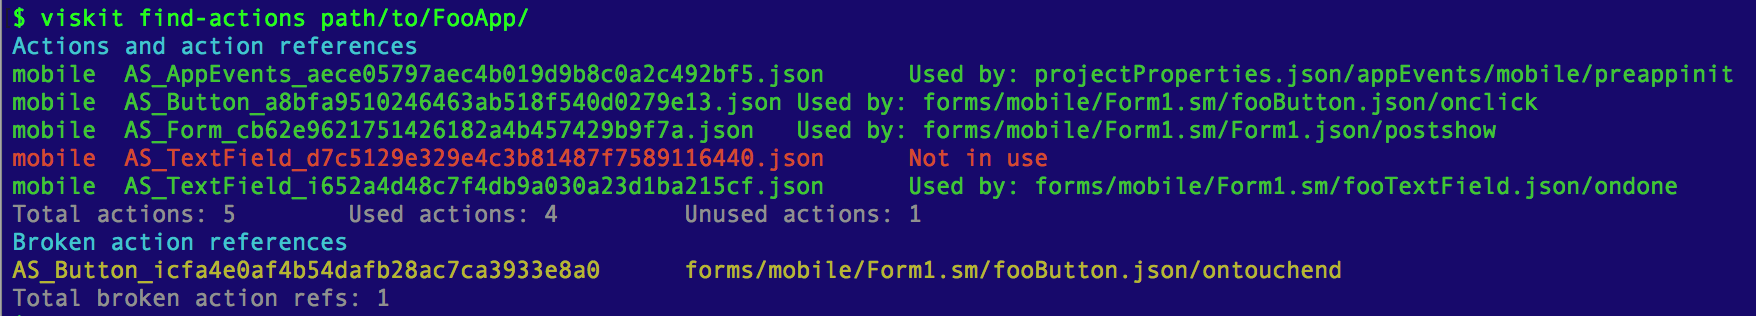 $ viskit find-actions path/to/FooApp/
Actions and action references
mobile  AS_AppEvents_aece05797aec4b019d9b8c0a2c492bf5.json      Used by: projectProperties.json/appEvents/mobile/preappinit
mobile  AS_Button_a8bfa9510246463ab518f540d0279e13.json Used by: forms/mobile/Form1.sm/fooButton.json/onclick
mobile  AS_Form_cb62e9621751426182a4b457429b9f7a.json   Used by: forms/mobile/Form1.sm/Form1.json/postshow
mobile  AS_TextField_d7c5129e329e4c3b81487f7589116440.json      Not in use
mobile  AS_TextField_i652a4d48c7f4db9a030a23d1ba215cf.json      Used by: forms/mobile/Form1.sm/fooTextField.json/ondone
Total actions: 5        Used actions: 4         Unused actions: 1
Broken action references
AS_Button_icfa4e0af4b54dafb28ac7ca3933e8a0      forms/mobile/Form1.sm/fooButton.json/ontouchend
Total broken action refs: 1